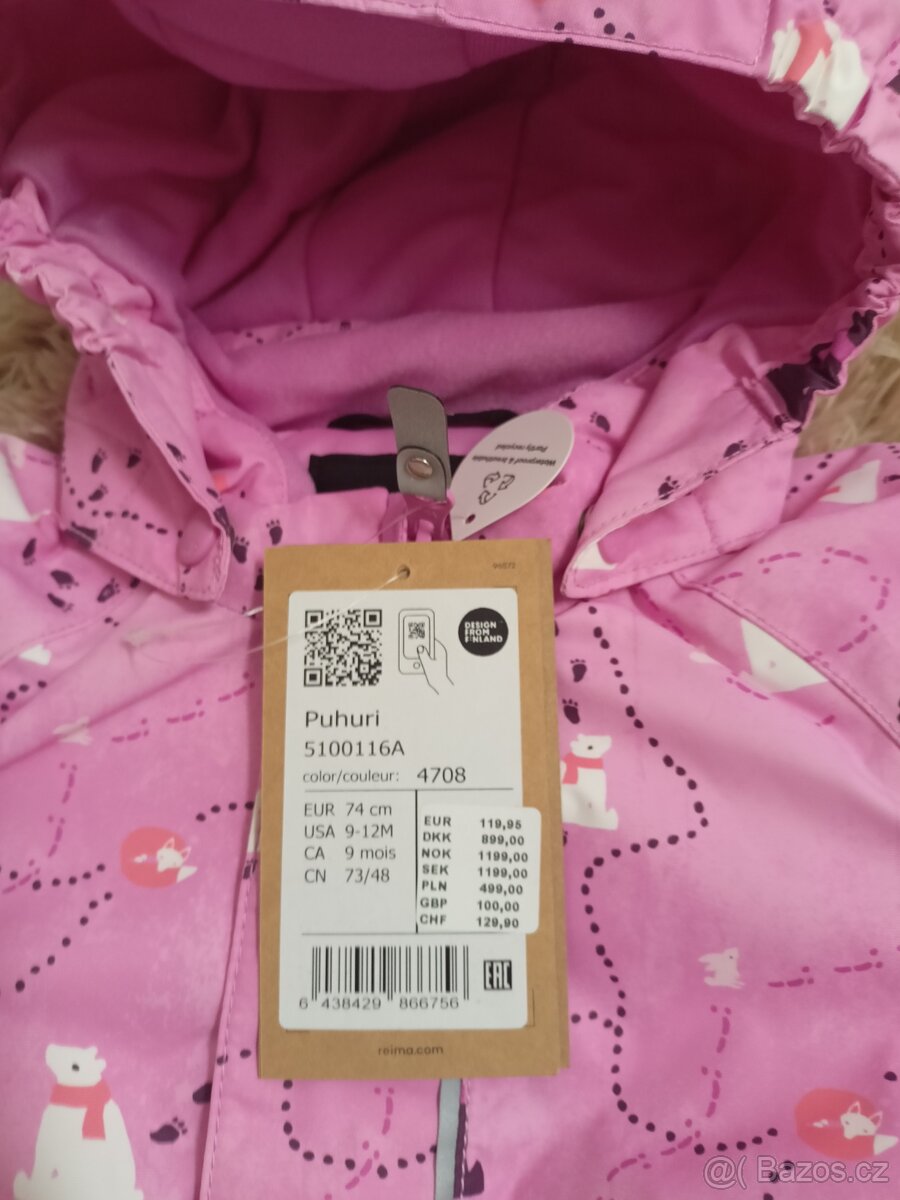 Waterproof & breathable
Partly recycled
96572
DESIGN
FROM
FINLAND
Puhuri
5100116A
color/couleur: 4708
EUR 74 cm
USA 9-12M
CA 9 mois
CN 73/48
EUR 119,95
DKK 899,00
NOK 1199,00
SEK 1199,00
PLN 499,00
GBP 100,00
CHF 129,90
6 438429 866756
EAC
reima.com
@( Bazos.cz